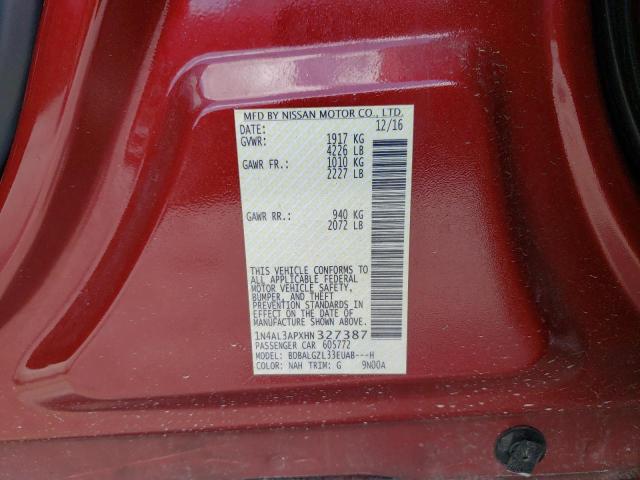 MFD BY NISSAN MOTOR CO., LTD.
DATE: 12/16
GVWR: 1917 KG
4226 LB
GAWR FR.: 1010 KG
2227 LB
GAWR RR.: 940 KG
2072 LB
THIS VEHICLE CONFORMS TO
ALL APPLICABLE FEDERAL
MOTOR VEHICLE SAFETY,
BUMPER, AND THEFT
PREVENTION STANDARDS IN
EFFECT ON THE DATE OF
MANUFACTURE SHOWN ABOVE.
1N4AL3APXHN327387
PASSENGER CAR 605772
MODEL: BDBALGZL33EUAB---H
COLOR: NAH TRIM: G 9N00A